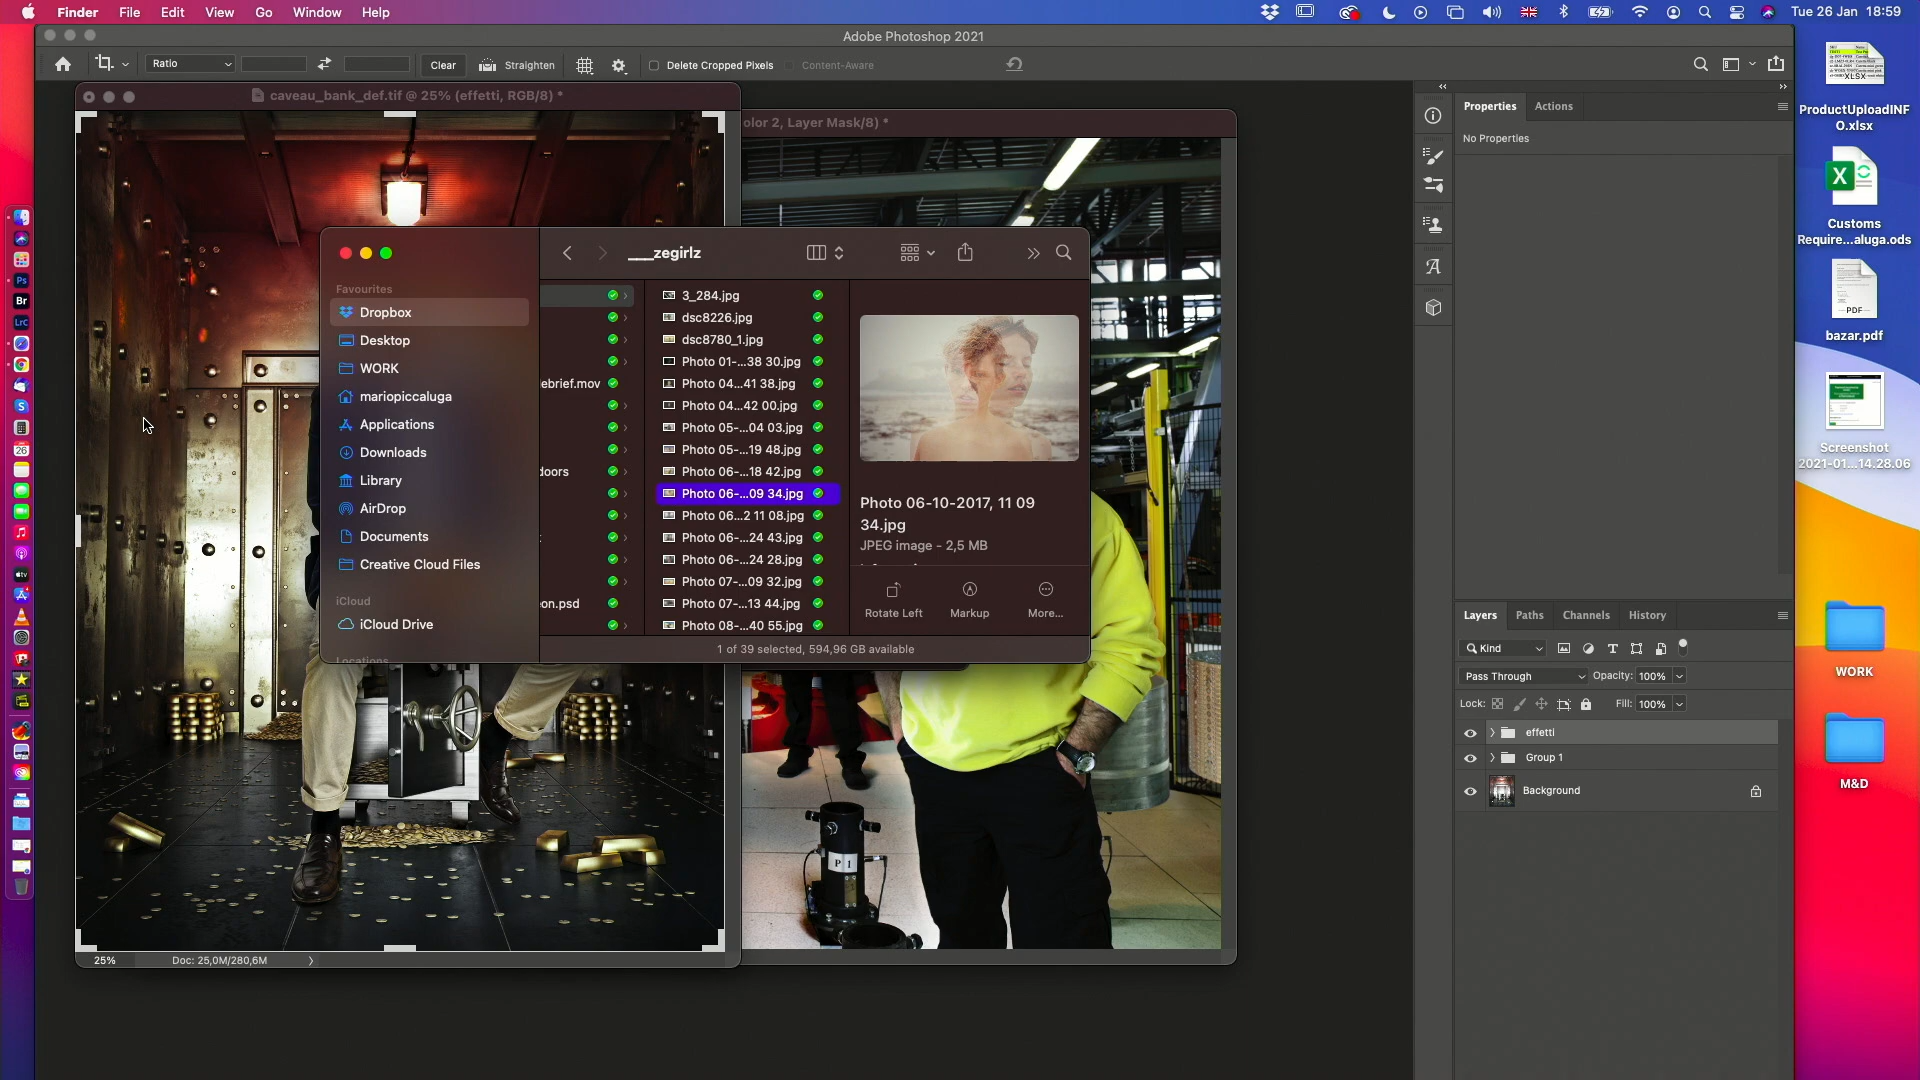 Finder File Edit View Go Window Help
Tue 26 Jan 18:59
Adobe Photoshop 2021
Ratio
Clear
Straighten
Delete Cropped Pixels
Content-Aware
caveau_bank_def.tif @ 25% (effetti, RGB/8) *
olor 2, Layer Mask/8) *
___zegirlz
Favourites
Dropbox
Desktop
WORK
mariopiccaluga
Applications
Downloads
Library
AirDrop
Documents
Creative Cloud Files
iCloud
iCloud Drive
Locations
ebrief.mov
doors
on.psd
3_284.jpg
dsc8226.jpg
dsc8780_1.jpg
Photo 01-...38 30.jpg
Photo 04...41 38.jpg
Photo 04...42 00.jpg
Photo 05-...04 03.jpg
Photo 05-...19 48.jpg
Photo 06-...18 42.jpg
Photo 06-...09 34.jpg
Photo 06...2 11 08.jpg
Photo 06-...24 43.jpg
Photo 06-...24 28.jpg
Photo 07-...09 32.jpg
Photo 07-...13 44.jpg
Photo 08-...40 55.jpg
Photo 06-10-2017, 11 09
34.jpg
JPEG image - 2,5 MB
Rotate Left
Markup
More...
1 of 39 selected, 594,96 GB available
P 1
25%
Doc: 25,0M/280,6M
Properties
Actions
No Properties
Layers
Paths
Channels
History
Kind
Pass Through
Opacity: 100%
Lock:
Fill: 100%
effetti
Group 1
Background
Ps
Br
LrC
26
tv
XLSX
ProductUploadINF
O.xlsx
X
Customs
Require...aluga.ods
PDF
bazar.pdf
Screenshot
2021-01...14.28.06
WORK
M&D